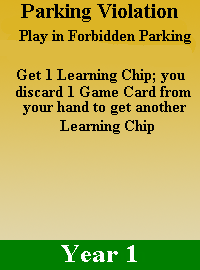 Parking Violation
Play in Forbidden Parking
Get 1 Learning Chip; you
discard 1 Game Card from
your hand to get another
Learning Chip
Year 1